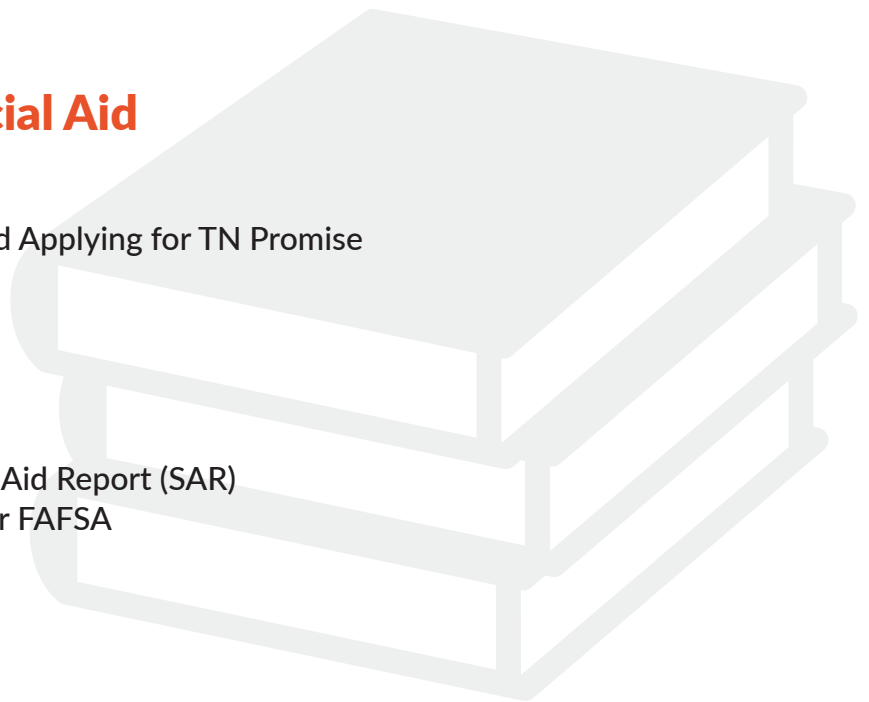 cial Aid
d Applying for TN Promise
Aid Report (SAR)
r FAFSA